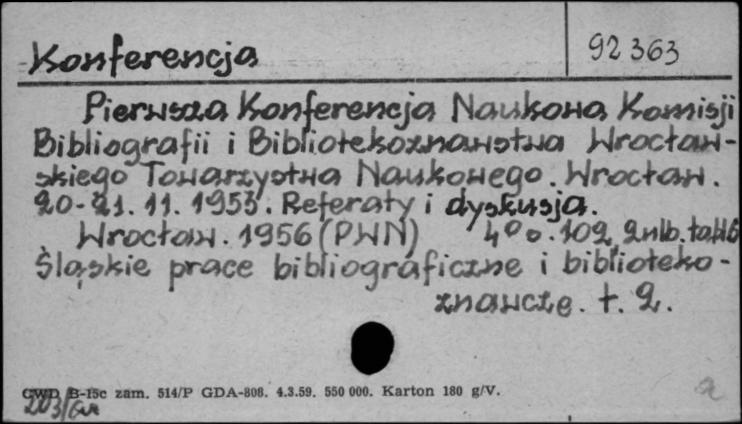 Konferencja
92363
Pierwsza Konferencja Naukowa Komisji
Bibliografii i Bibliotekoznawstwa Wrocław-
skiego Towarzystwa Naukowego. Wrocław.
20-21.11.1953. Referaty i dyskusja.
Wrocław. 1956 (PWN) 4° s. 102, 2 nlb. tabl. 6
Śląskie prace bibliograficzne i biblioteko-
znawcze. t. 2.
CWD B-15c zam. 514/P GDA-808. 4.3.59. 550 000. Karton 180 g/V.